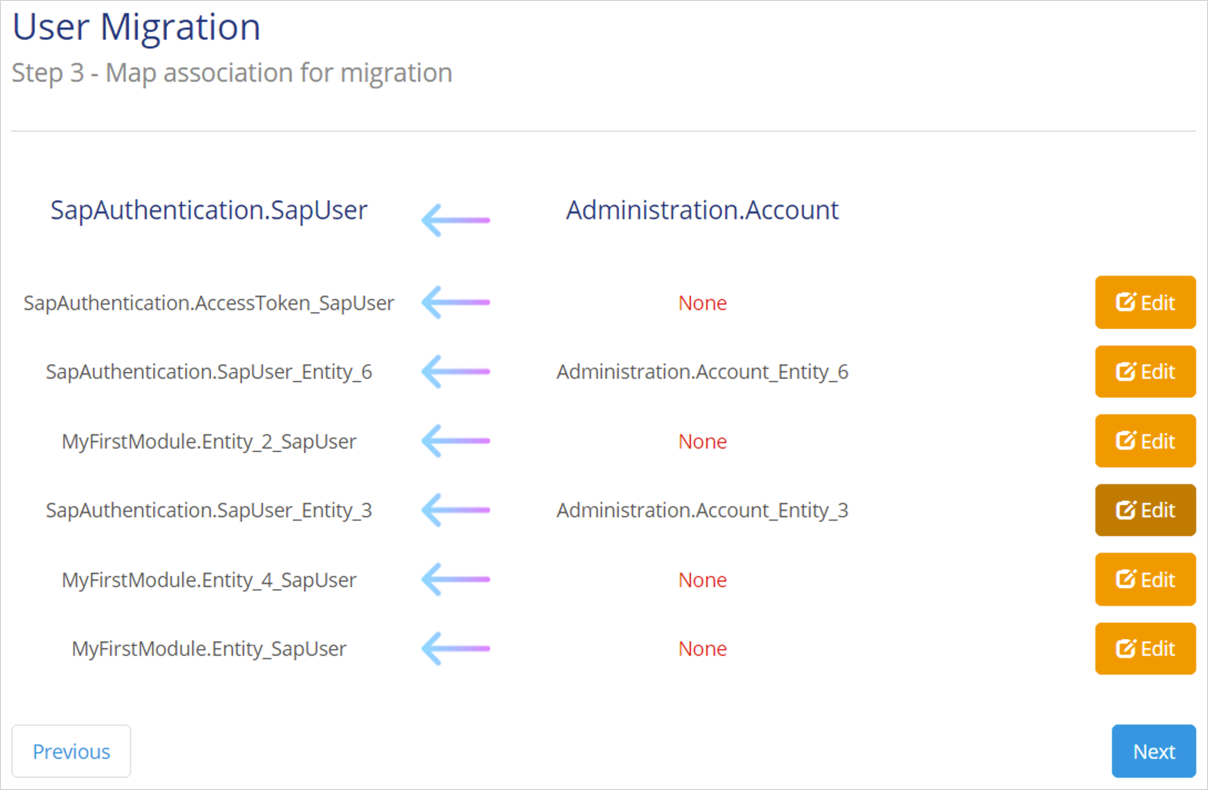 User Migration
Step 3 - Map association for migration
SapAuthentication.SapUser Administration.Account
SapAuthentication.AccessToken_SapUser None Edit
SapAuthentication.SapUser_Entity_6 Administration.Account_Entity_6 Edit
MyFirstModule.Entity_2_SapUser None Edit
SapAuthentication.SapUser_Entity_3 Administration.Account_Entity_3 Edit
MyFirstModule.Entity_4_SapUser None Edit
MyFirstModule.Entity_SapUser None Edit
Previous Next